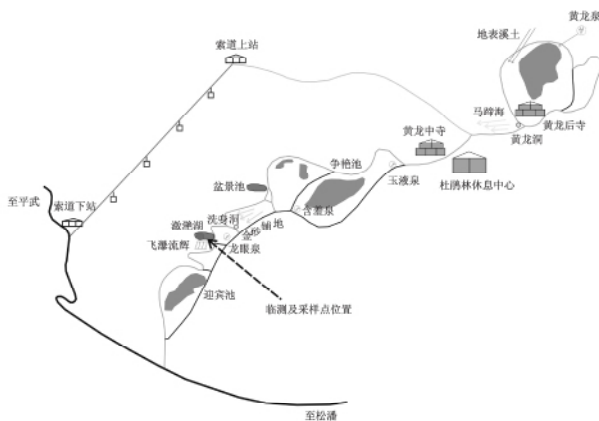 黄龙泉
地表溪土
索道上站
马蹄海
黄龙后寺
黄龙洞
黄龙中寺
争艳池
杜鹃林休息中心
玉液泉
盆景池
至平武
索道下站
含羞泉
洗身洞
金砂铺地
潋滟湖
飞瀑流辉
龙眼泉
迎宾池
临测及采样点位置
至松潘